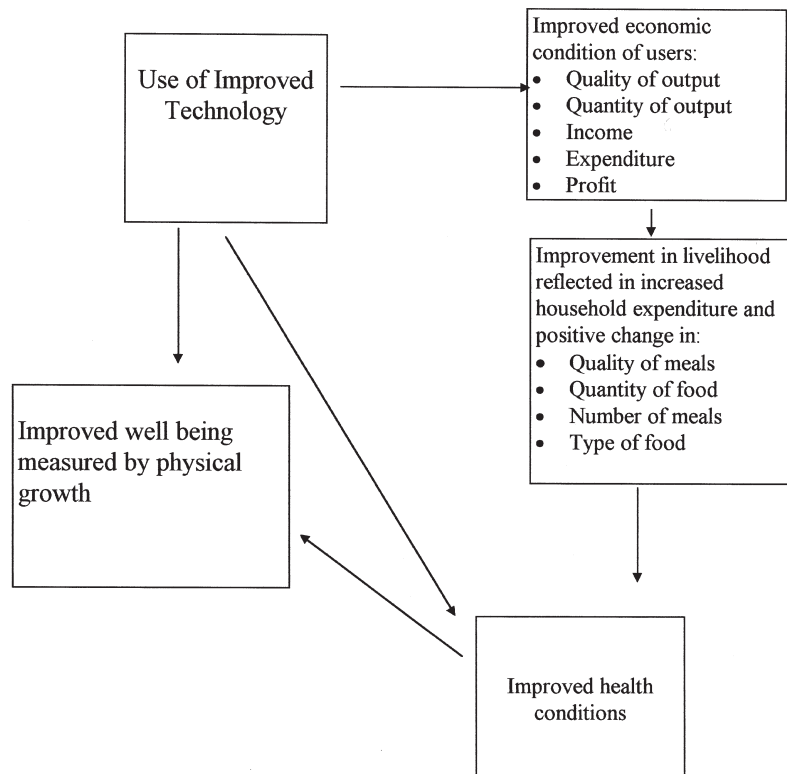 Use of Improved
Technology
Improved economic
condition of users:
• Quality of output
• Quantity of output
• Income
• Expenditure
• Profit
Improvement in livelihood
reflected in increased
household expenditure and
positive change in:
• Quality of meals
• Quantity of food
• Number of meals
• Type of food
Improved well being
measured by physical
growth
Improved health
conditions